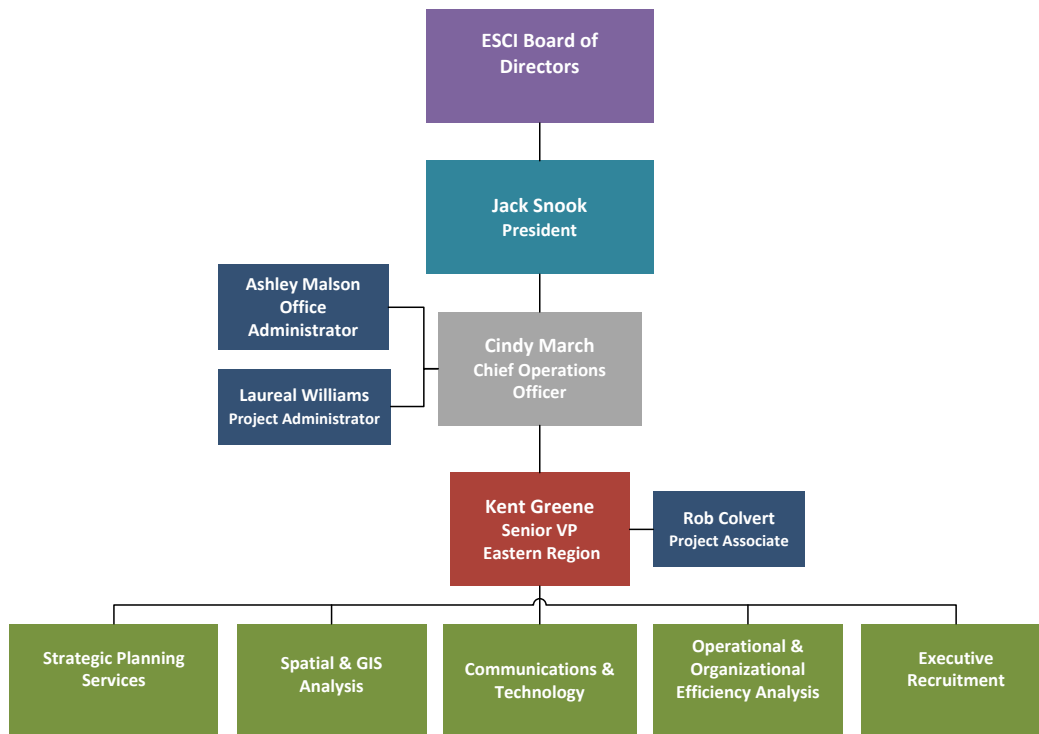 ESCI Board of
Directors
Jack Snook
President
Ashley Malson
Office
Administrator
Cindy March
Chief Operations
Officer
Laureal Williams
Project Administrator
Kent Greene
Senior VP
Eastern Region
Rob Colvert
Project Associate
Strategic Planning
Services
Spatial & GIS
Analysis
Communications &
Technology
Operational &
Organizational
Efficiency Analysis
Executive
Recruitment